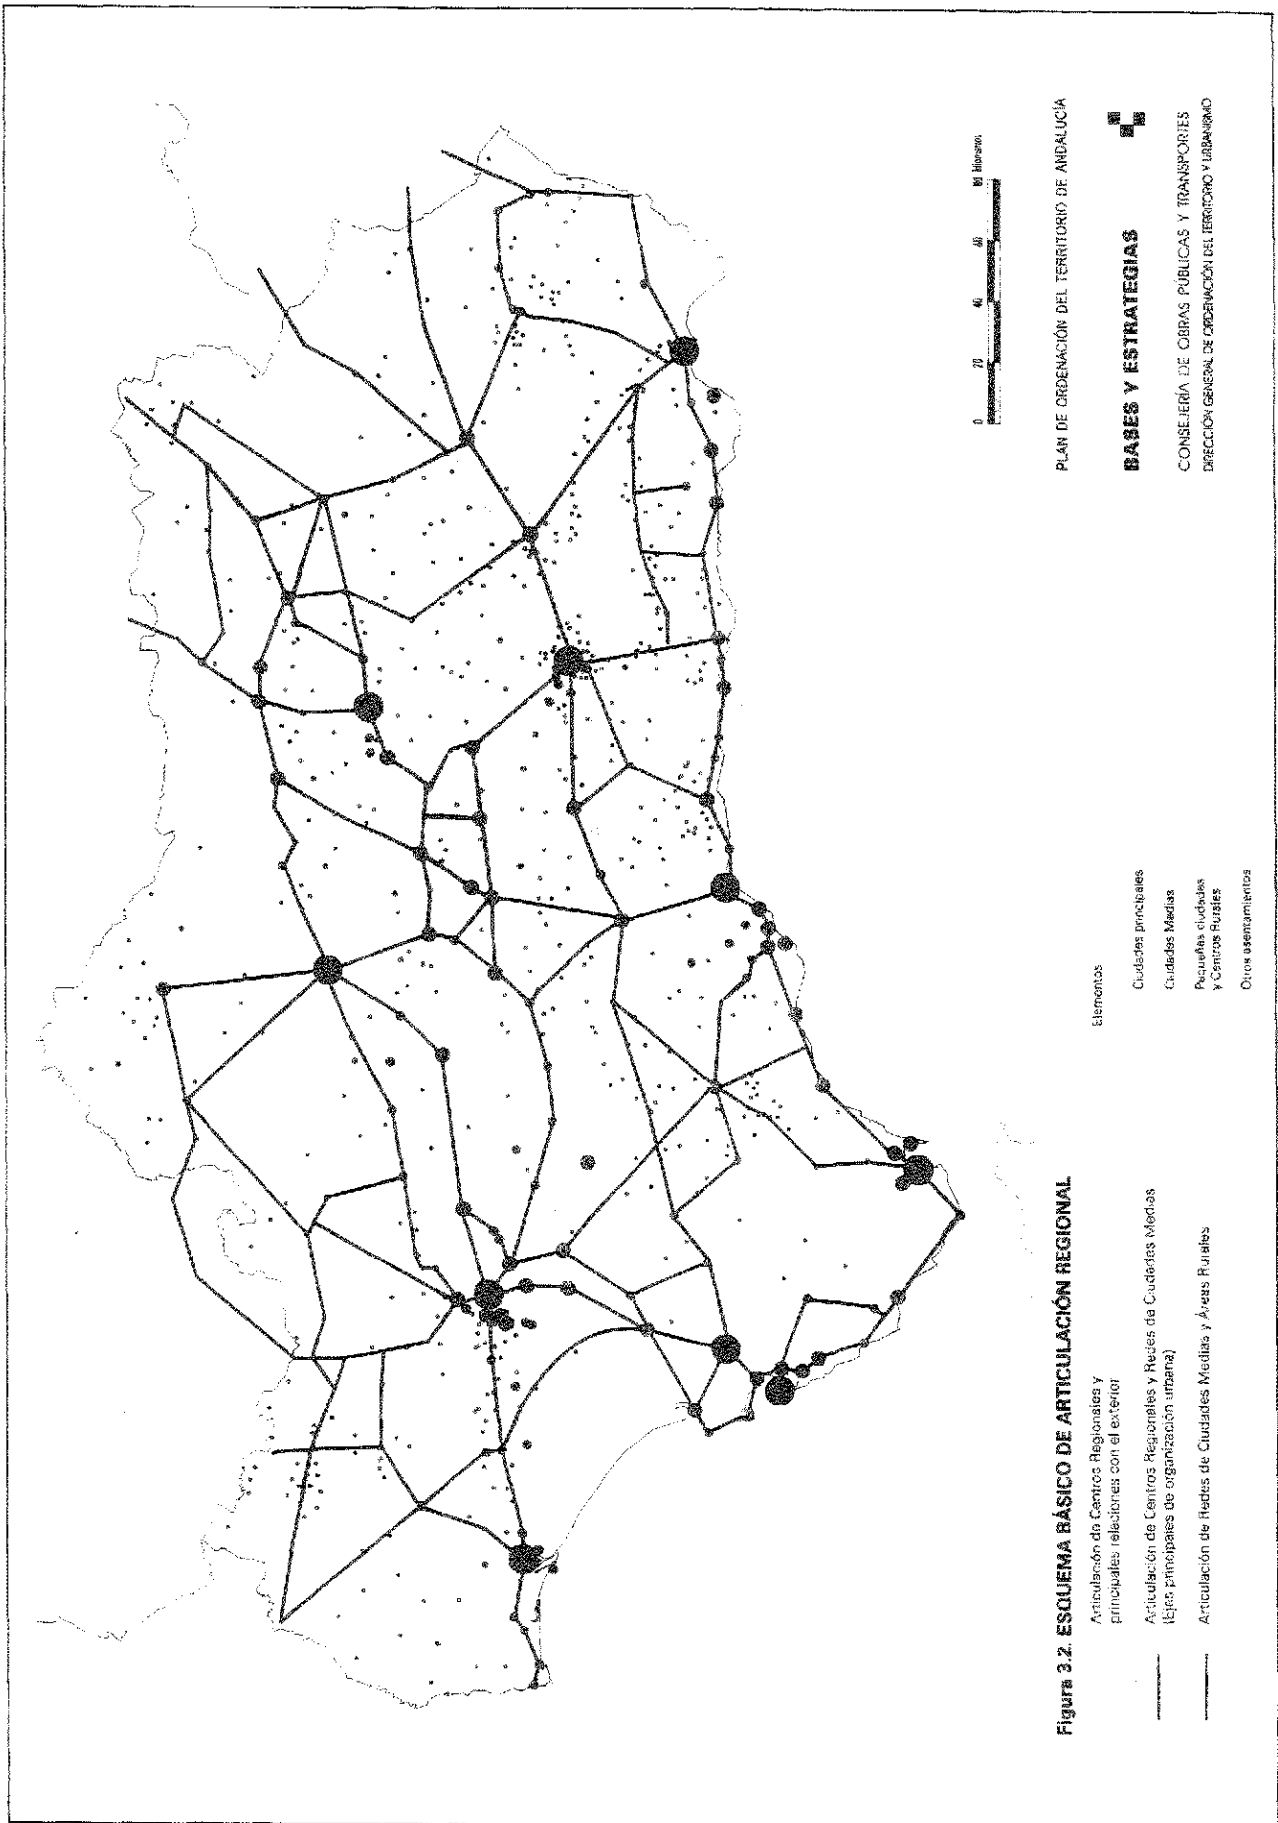 0 20 40 60 80 kilómetros
Figura 3.2. ESQUEMA BÁSICO DE ARTICULACIÓN REGIONAL
Articulación de Centros Regionales y
principales relaciones con el exterior
Articulación de Centros Regionales y Redes de Ciudades Medias
(Ejes principales de organización urbana)
Articulación de Redes de Ciudades Medias y Áreas Rurales
Elementos
Ciudades principales
Ciudades Medias
Pequeñas ciudades
y Centros Rurales
Otros asentamientos
PLAN DE ORDENACIÓN DEL TERRITORIO DE ANDALUCÍA
BASES Y ESTRATEGIAS
CONSEJERÍA DE OBRAS PÚBLICAS Y TRANSPORTES
DIRECCIÓN GENERAL DE ORDENACIÓN DEL TERRITORIO Y URBANISMO